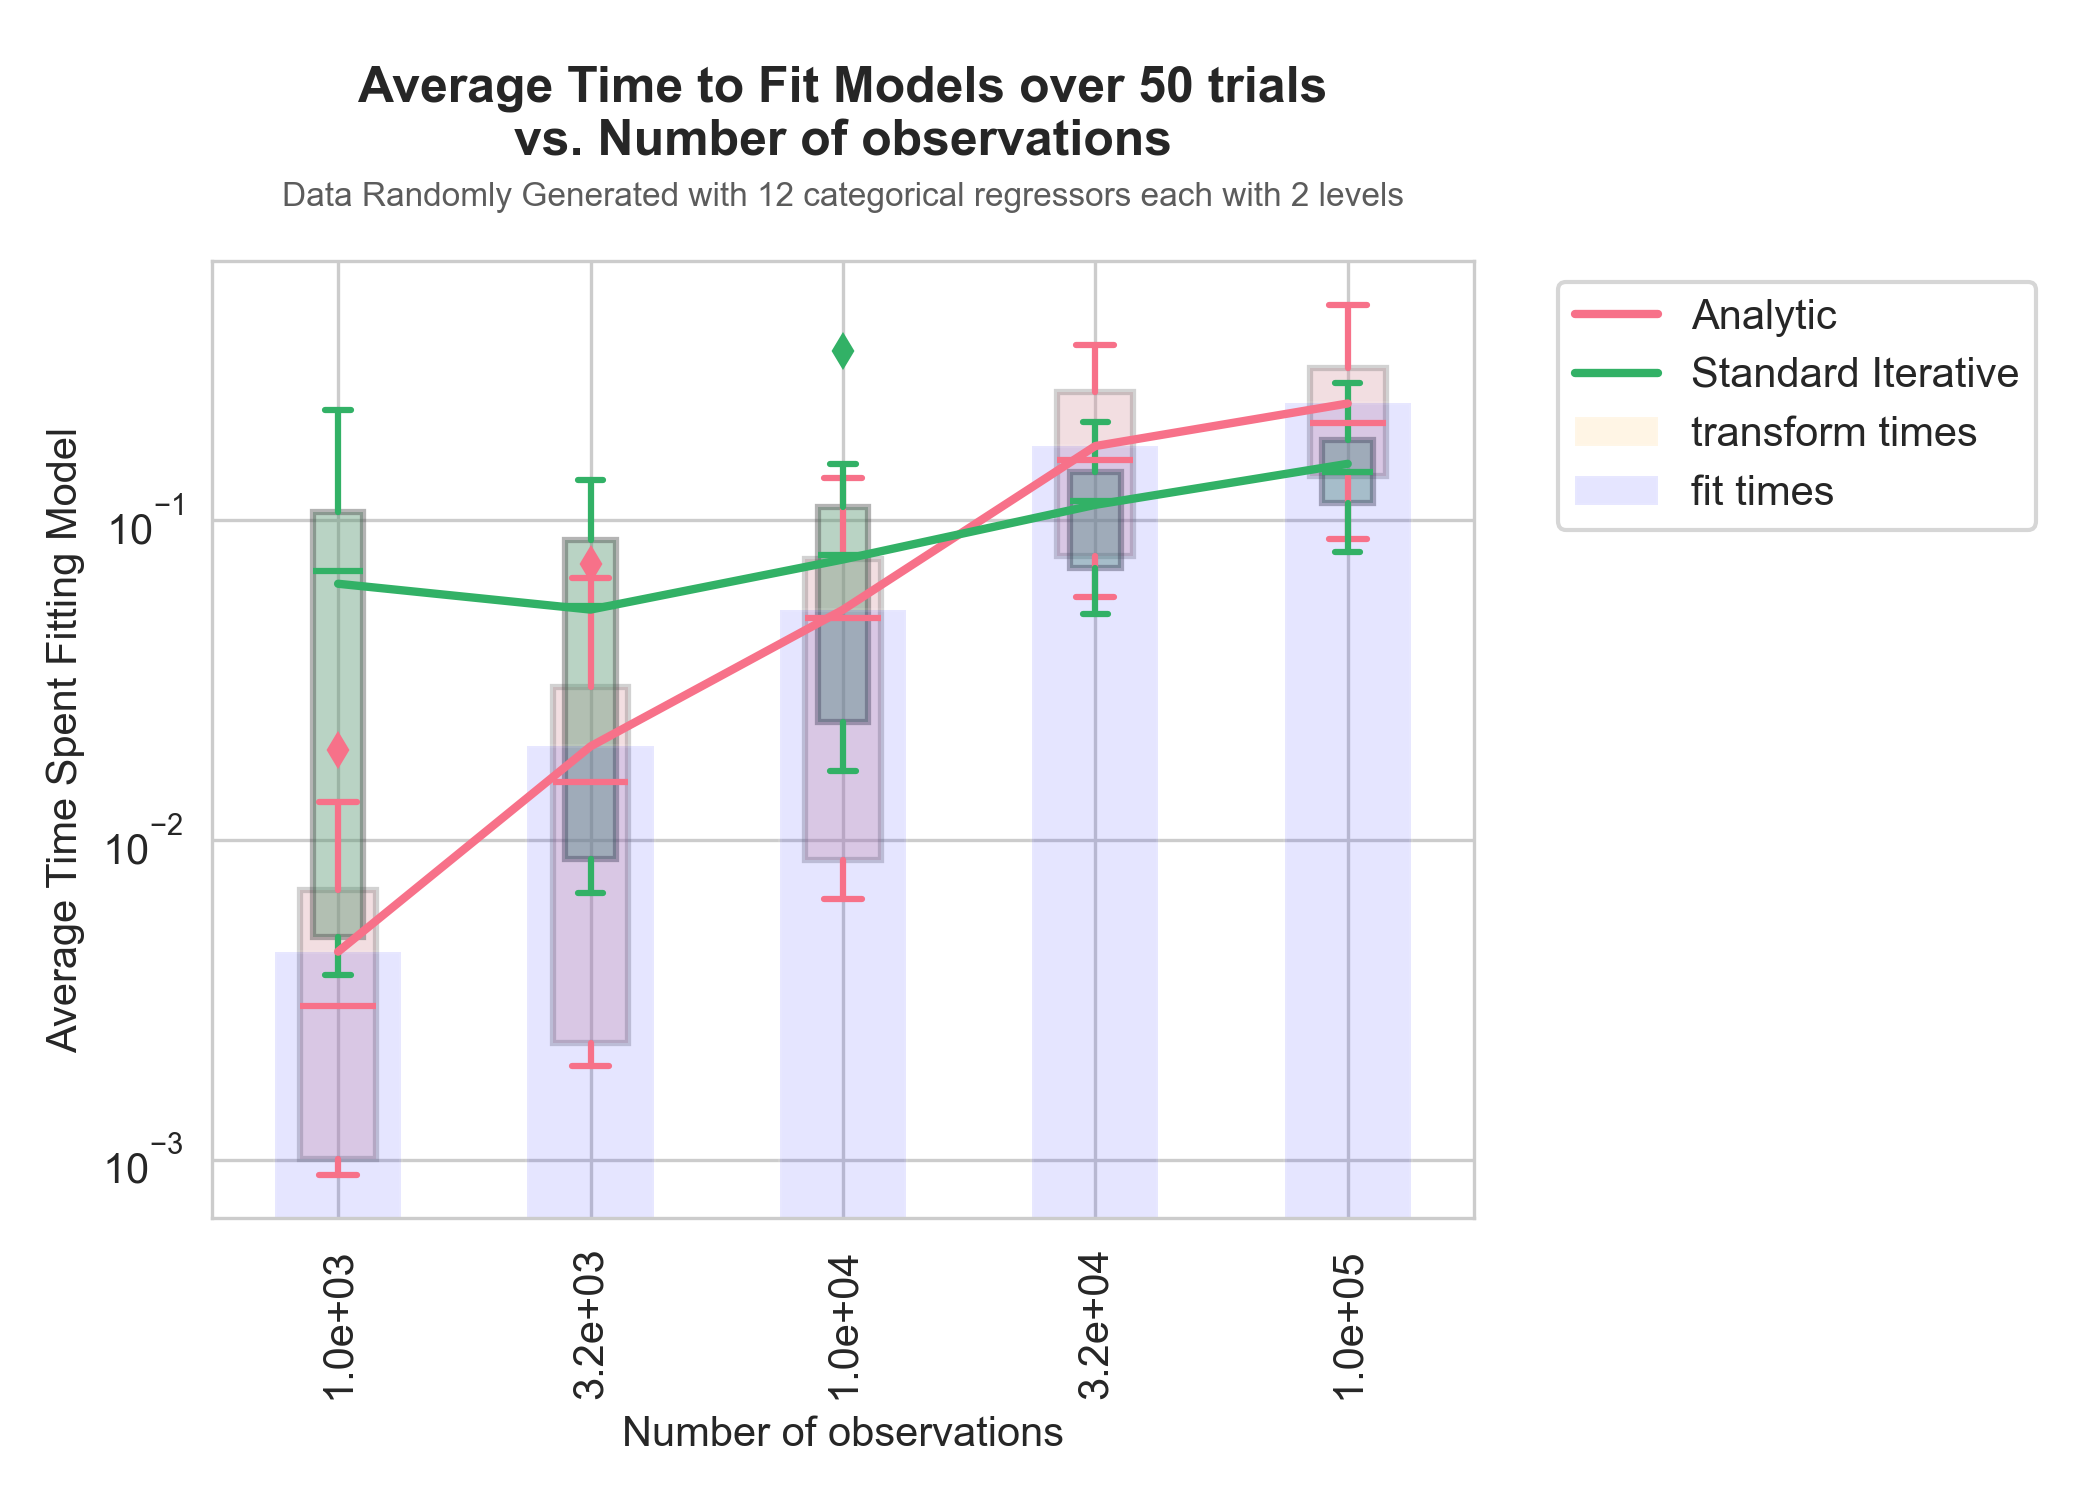 Average Time to Fit Models over 50 trials
vs. Number of observations
Data Randomly Generated with 12 categorical regressors each with 2 levels
Analytic
Standard Iterative
transform times
fit times
Average Time Spent Fitting Model
10⁻¹
10⁻²
10⁻³
1.0e+03
3.2e+03
1.0e+04
3.2e+04
1.0e+05
Number of observations